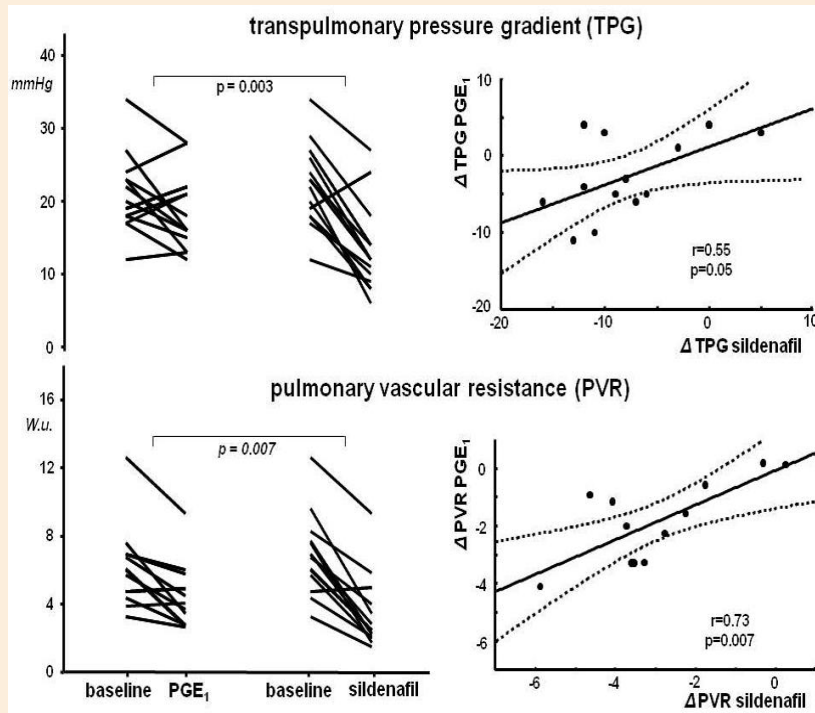 transpulmonary pressure gradient (TPG)
40
mmHg
30
20
10
0
p = 0.003
10
0
-10
-20
Δ TPG PGE1
r=0.55
p=0.05
-20 -10 0 10
Δ TPG sildenafil
pulmonary vascular resistance (PVR)
16
W.u.
12
8
4
0
p = 0.007
baseline PGE1 baseline sildenafil
0
-2
-4
-6
Δ PVR PGE1
r=0.73
p=0.007
-6 -4 -2 0
Δ PVR sildenafil